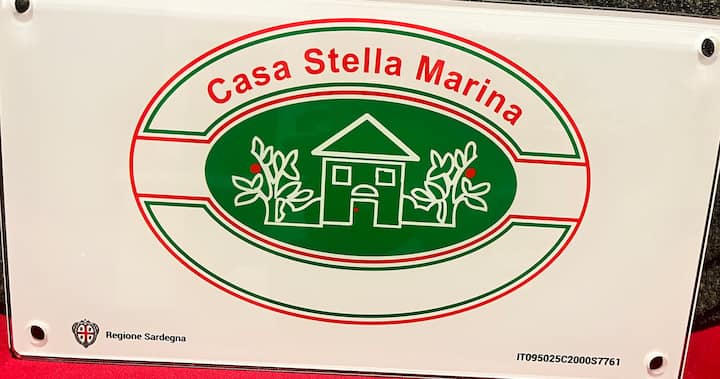 Casa Stella Marina
Regione Sardegna
IT095025C2000S7761